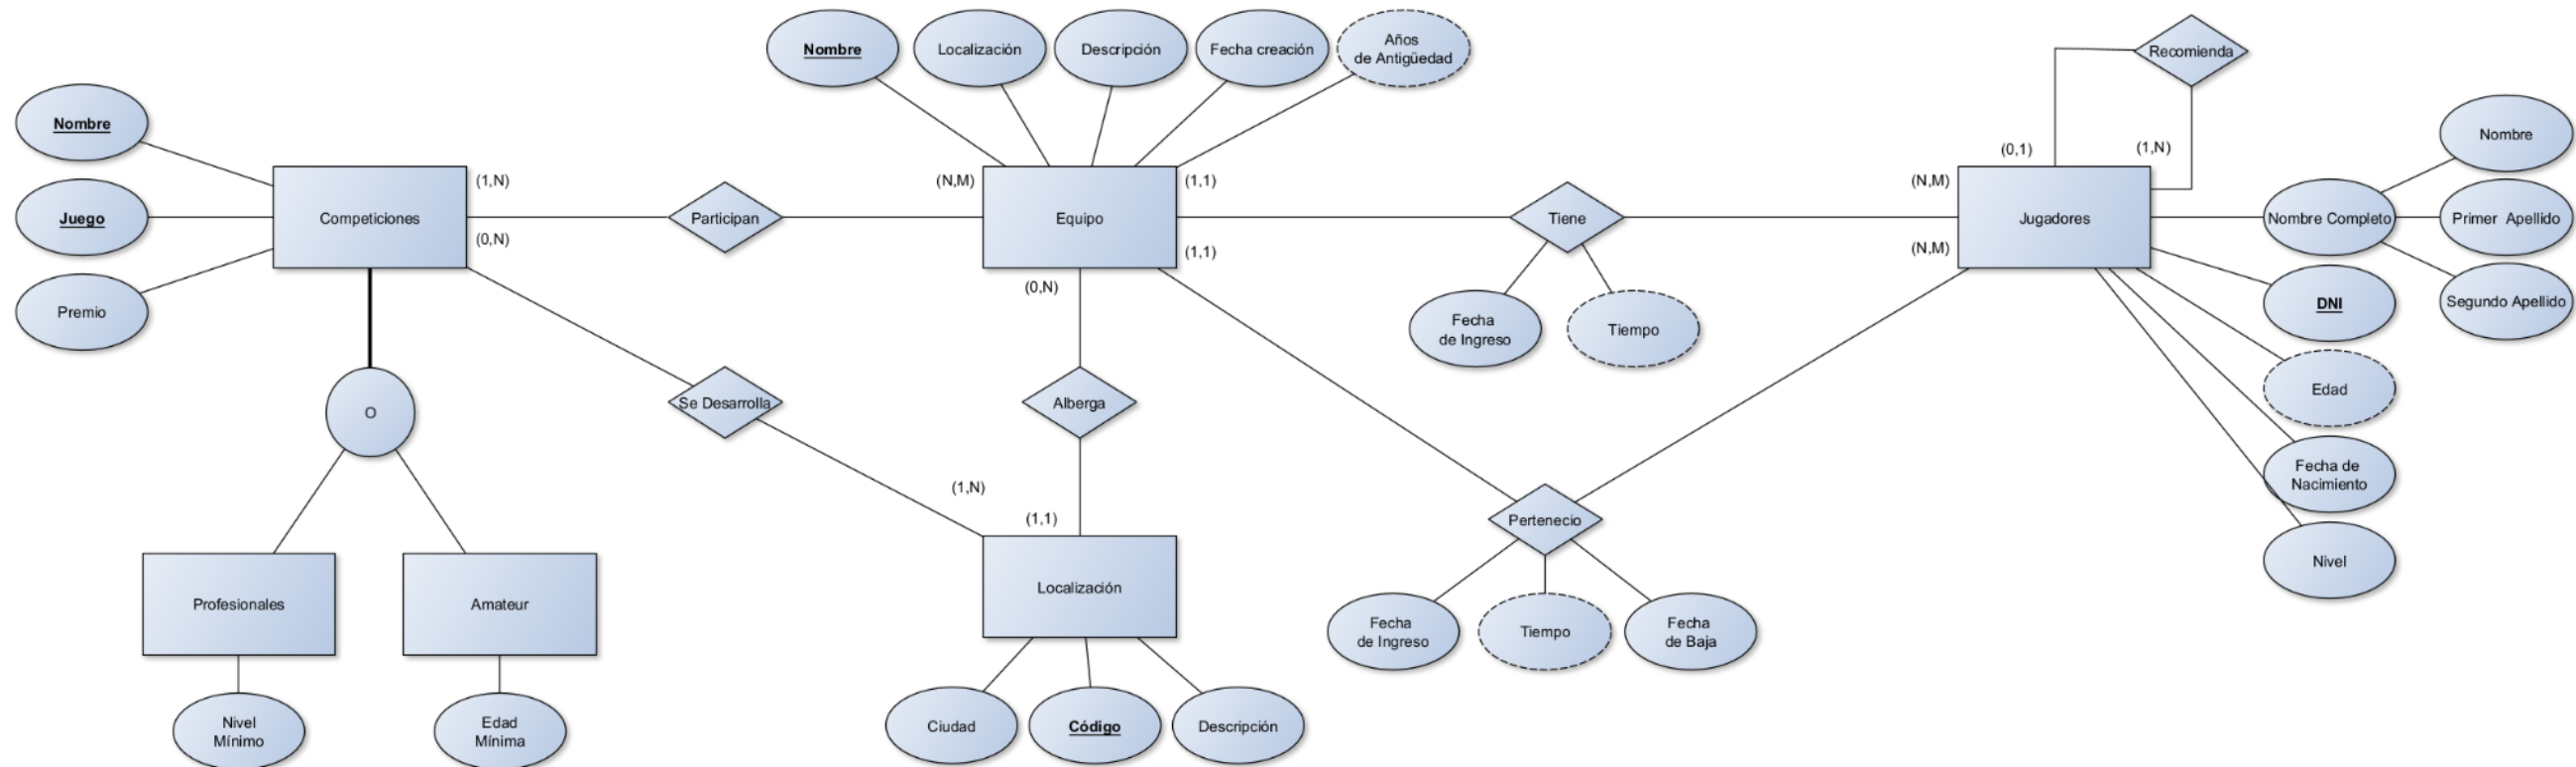 Nombre
Localización
Descripción
Fecha creación
Años
de Antigüedad
Recomienda
Nombre
Nombre
(0,1)
(1,N)
(1,N)
(N,M)
(1,1)
(N,M)
Juego
Competiciones
Participan
Equipo
Tiene
Jugadores
Nombre Completo
Primer Apellido
(0,N)
(1,1)
(N,M)
Premio
(0,N)
Fecha
de Ingreso
Tiempo
DNI
Segundo Apellido
O
Se Desarrolla
Alberga
Edad
(1,N)
(1,1)
Pertenecio
Fecha de
Nacimiento
Nivel
Profesionales
Amateur
Localización
Fecha
de Ingreso
Tiempo
Fecha
de Baja
Nivel
Mínimo
Edad
Mínima
Ciudad
Código
Descripción